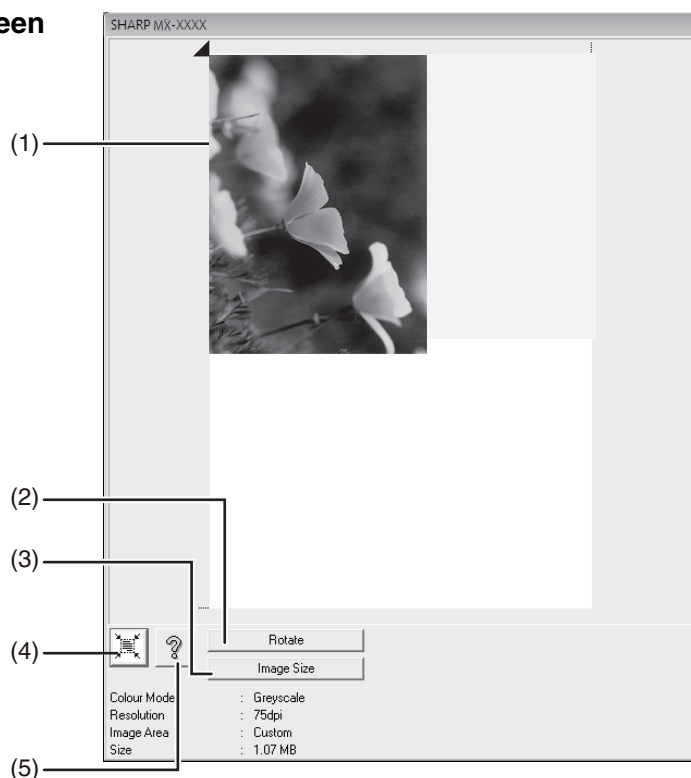 een
SHARP MX-XXXX
(1)
(2)
(3)
Rotate
(4)
Image Size
Colour Mode : Greyscale
Resolution : 75dpi
Image Area : Custom
Size : 1.07 MB
(5)